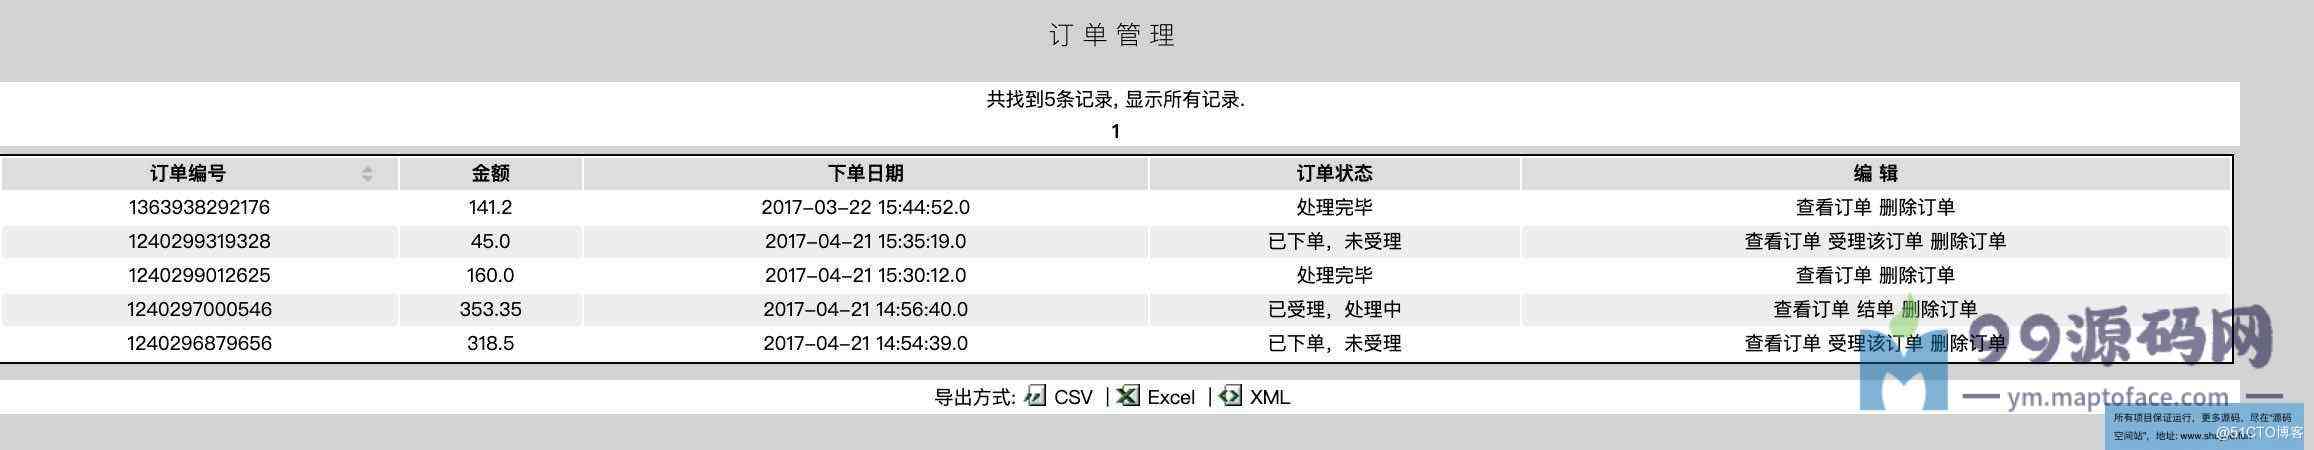 订单管理
共找到5条记录, 显示所有记录.
1
订单编号 金额 下单日期 订单状态 编 辑
1363938292176 141.2 2017-03-22 15:44:52.0 处理完毕 查看订单 删除订单
1240299319328 45.0 2017-04-21 15:35:19.0 已下单，未受理 查看订单 受理该订单 删除订单
1240299012625 160.0 2017-04-21 15:30:12.0 处理完毕 查看订单 删除订单
1240297000546 353.35 2017-04-21 14:56:40.0 已受理，处理中 查看订单 结单 删除订单
1240296879656 318.5 2017-04-21 14:54:39.0 已下单，未受理 查看订单 受理该订单 删除订单
99源码网
导出方式: CSV | Excel | XML
ym.maptoface.com
所有项目保证运行，更多源码，尽在"源码
空间站"，地址: www.shu
@51CTO博客